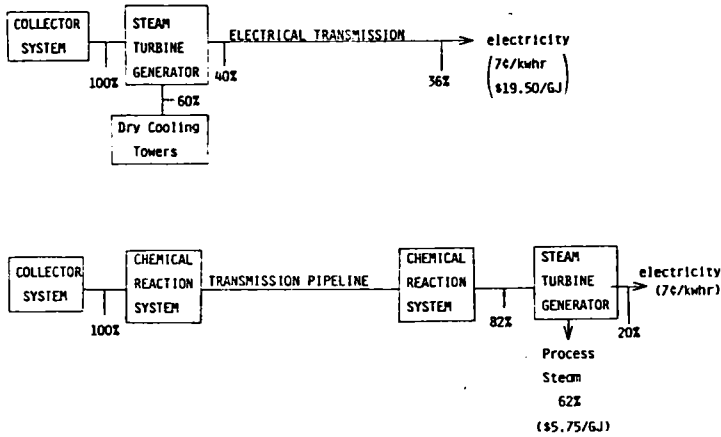 COLLECTOR
SYSTEM
100%
STEAM
TURBINE
GENERATOR
40%
60%
Dry Cooling
Towers
ELECTRICAL TRANSMISSION
36%
electricity
(7¢/kwhr
$19.50/GJ)
COLLECTOR
SYSTEM
100%
CHEMICAL
REACTION
SYSTEM
TRANSMISSION PIPELINE
CHEMICAL
REACTION
SYSTEM
82%
STEAM
TURBINE
GENERATOR
20%
electricity
(7¢/kwhr)
Process
Steam
62%
($5.75/GJ)